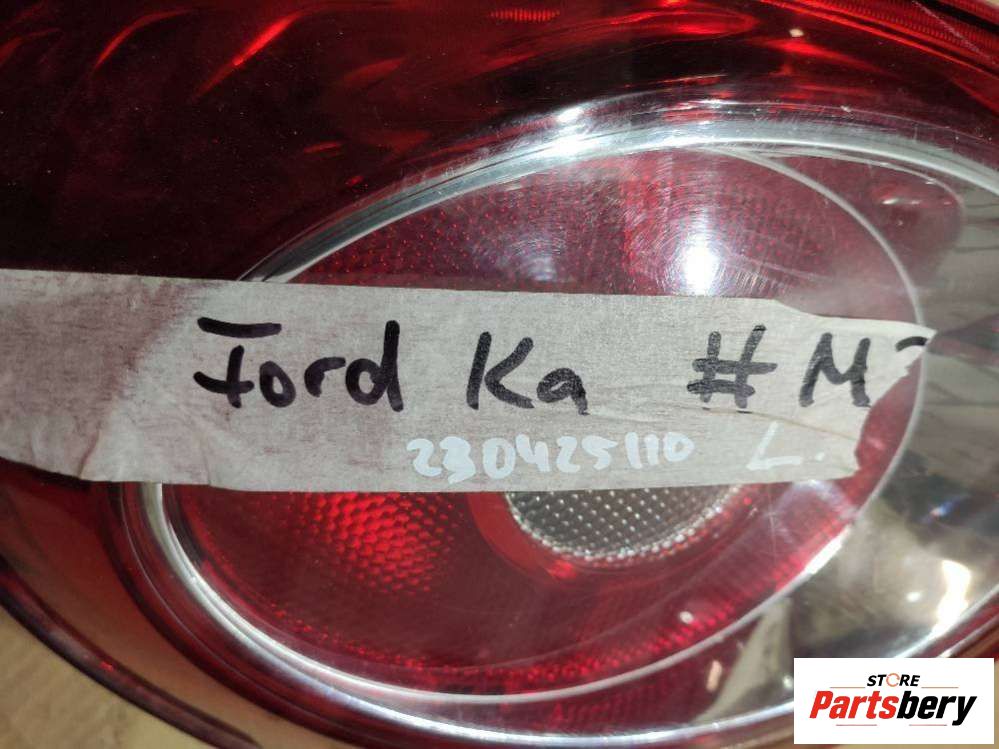 Ford Ka # M
230425110 L.
STORE
Partsbery